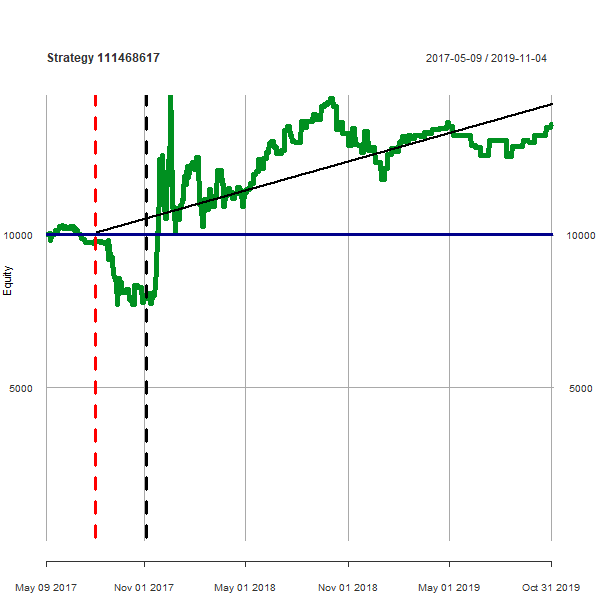 Strategy 111468617
2017-05-09 / 2019-11-04
10000
10000
Equity
5000
5000
May 09 2017
Nov 01 2017
May 01 2018
Nov 01 2018
May 01 2019
Oct 31 2019